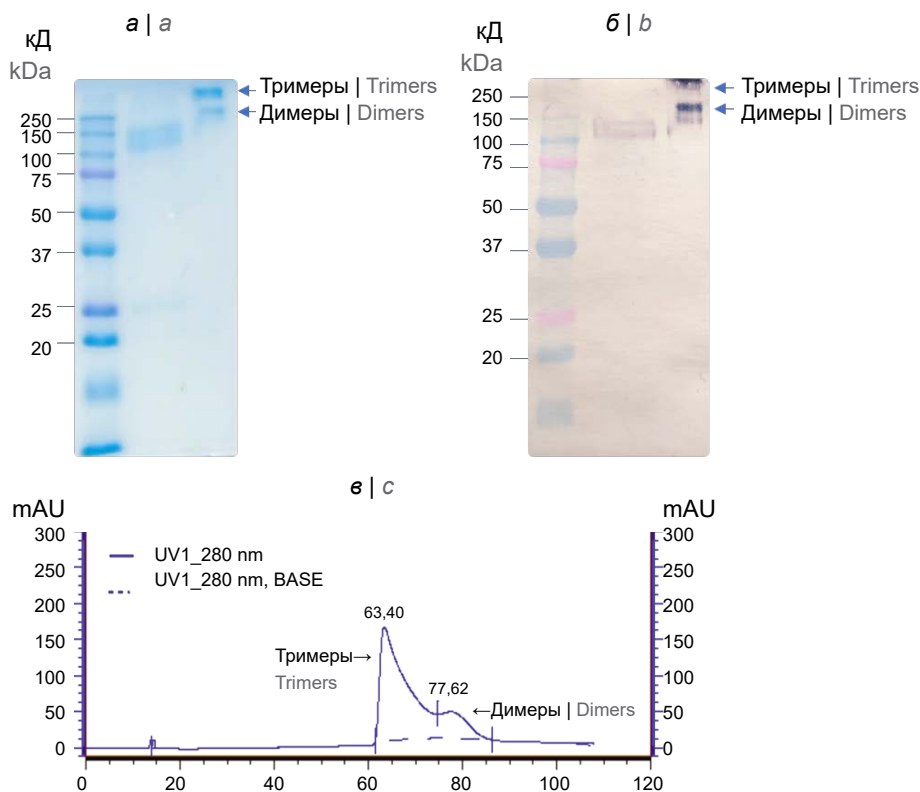 а | a
кД
kDa
250
150
100
75
50
37
25
20
Тримеры | Trimers
Димеры | Dimers
б | b
кД
kDa
250
150
100
75
50
37
25
20
Тримеры | Trimers
Димеры | Dimers
в | c
mAU
mAU
300
250
200
150
100
50
0
UV1_280 nm
UV1_280 nm, BASE
63,40
Тримеры→
Trimers
77,62
←Димеры | Dimers
300
250
200
150
100
50
0
0 20 40 60 80 100 120